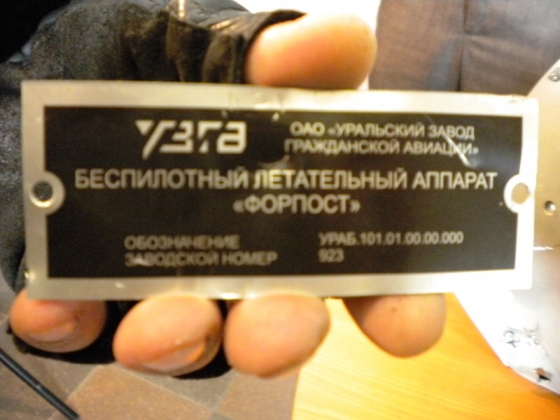 УЗГА
ОАО «УРАЛЬСКИЙ ЗАВОД
ГРАЖДАНСКОЙ АВИАЦИИ»
БЕСПИЛОТНЫЙ ЛЕТАТЕЛЬНЫЙ АППАРАТ
«ФОРПОСТ»
ОБОЗНАЧЕНИЕ УРАБ.101.01.00.00.000
ЗАВОДСКОЙ НОМЕР 923